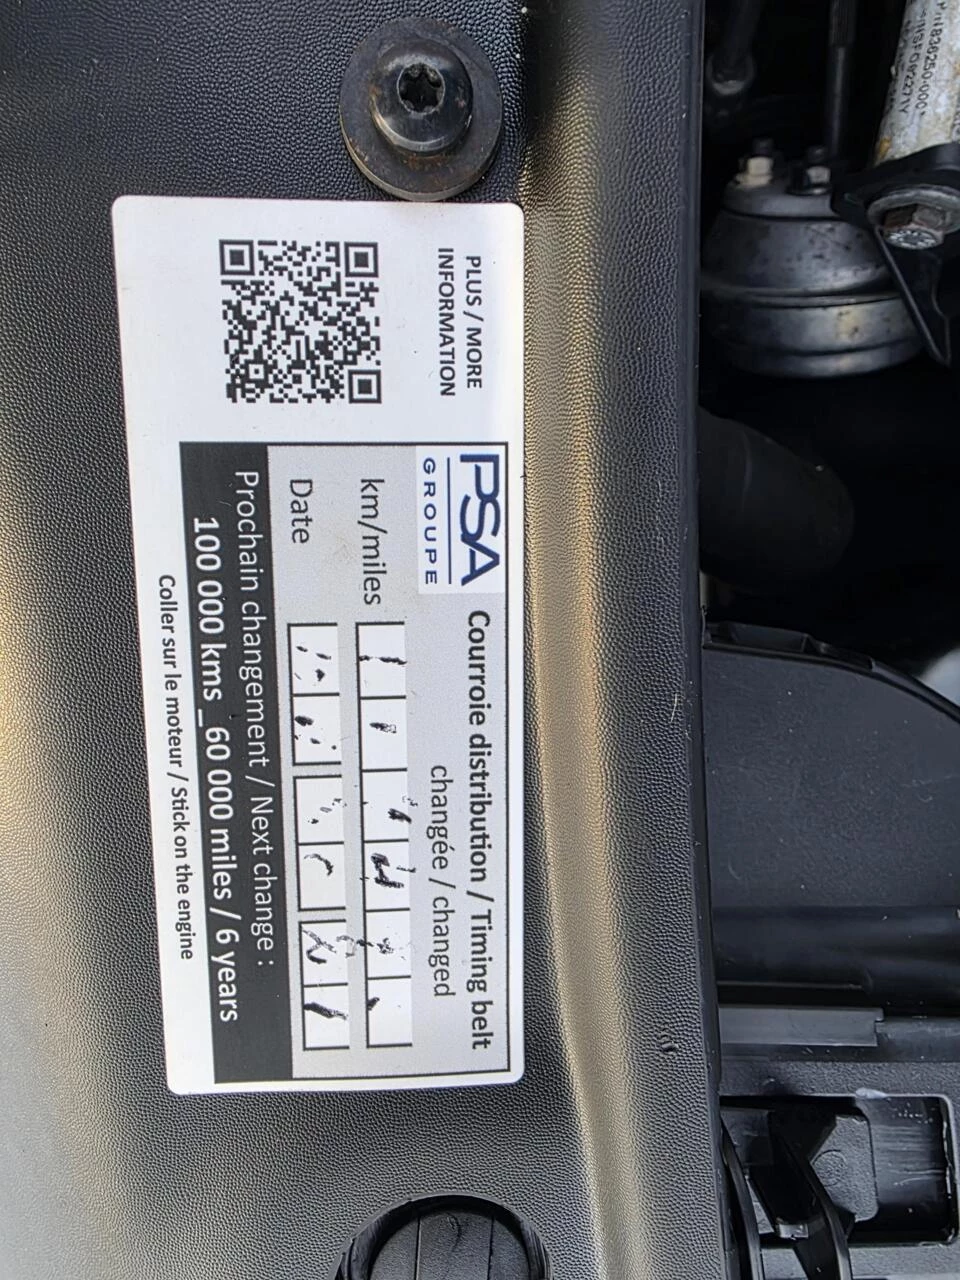 PLUS / MORE
INFORMATION
PSA
GROUPE
Courroie distribution / Timing belt
changée / changed
km/miles
Date
Prochain changement / Next change :
100 000 kms _60 000 miles / 6 years
Coller sur le moteur / Stick on the engine